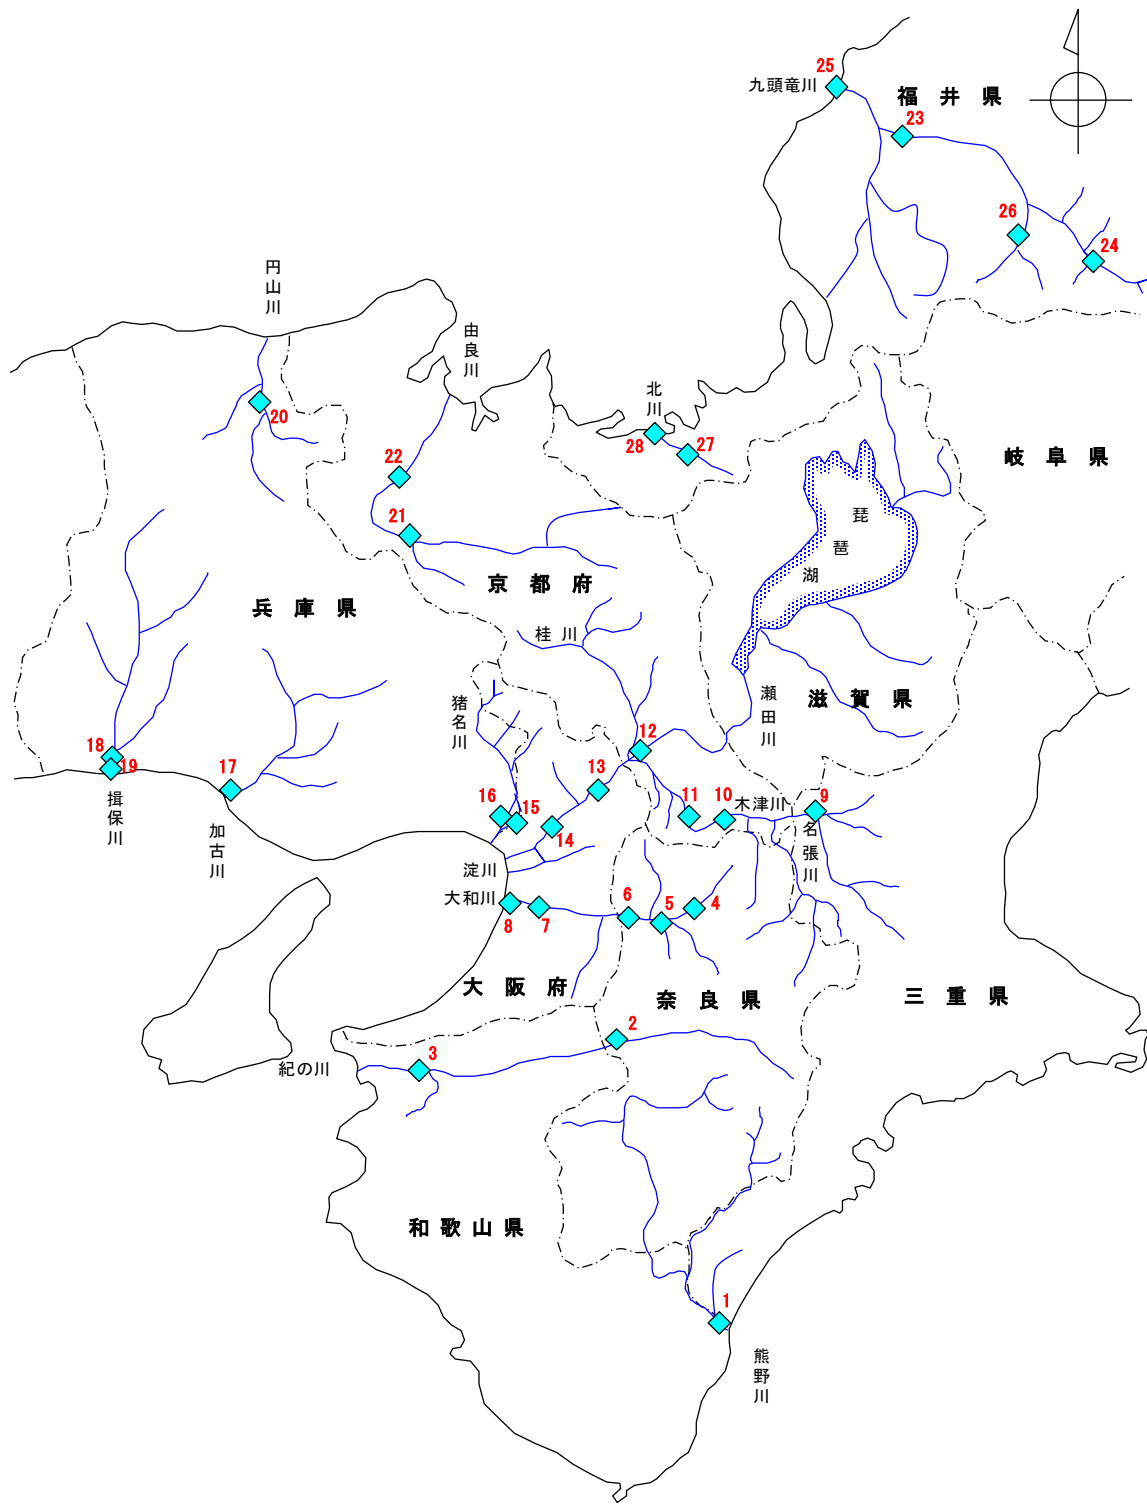 25
九頭竜川
福井県
23
26
24
円山川
由良川
北川
20
28
27
岐阜県
22
21
琵琶湖
京都府
兵庫県
桂川
猪名川
瀬田川
滋賀県
12
18
19
17
13
16
15
14
11
10
木津川
9
名張川
揖保川
加古川
淀川
大和川
8
7
6
5
4
大阪府
奈良県
三重県
2
3
紀の川
和歌山県
1
熊野川